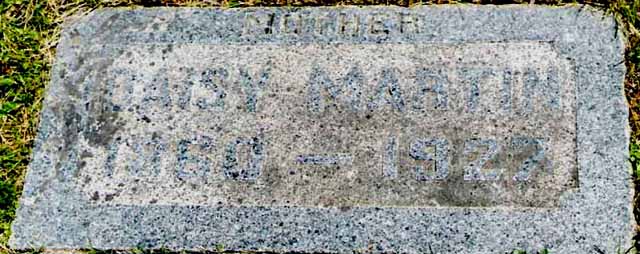 MOTHER
DAISY MARTIN
1860 — 1927